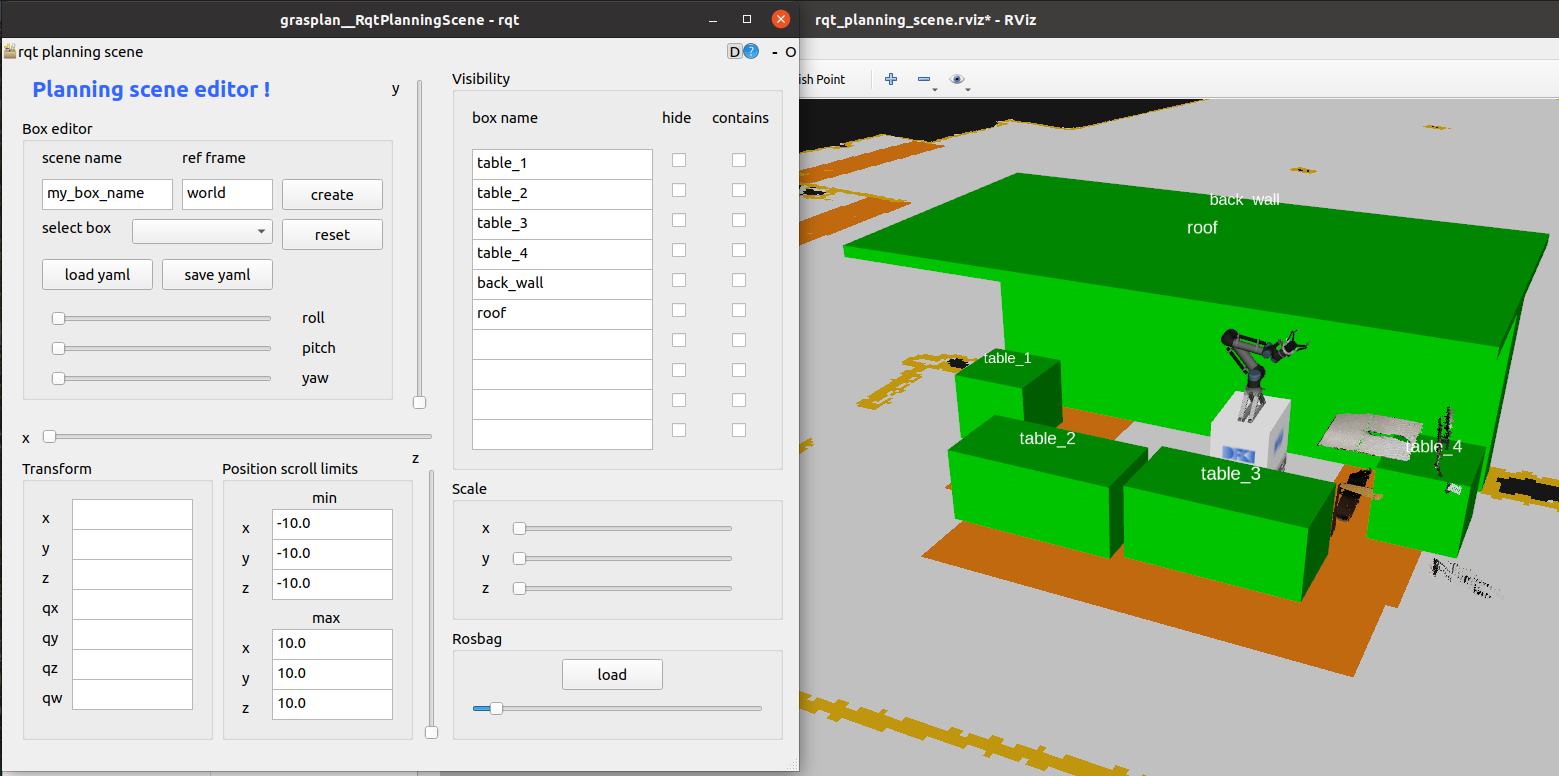 grasplan__RqtPlanningScene - rqt
rqt planning scene
D ? - O
Planning scene editor !
y
Box editor
scene name ref frame
my_box_name world create
select box reset
load yaml save yaml
roll
pitch
yaw
x
z
Transform
x
y
z
qx
qy
qz
qw
Position scroll limits
min
x -10.0
y -10.0
z -10.0
max
x 10.0
y 10.0
z 10.0
Visibility
box name hide contains
table_1
table_2
table_3
table_4
back_wall
roof
Scale
x
y
z
Rosbag
load
rqt_planning_scene.rviz* - RViz
ish Point
back_wall
roof
table_1
table_2
table_3
table_4
DFKI